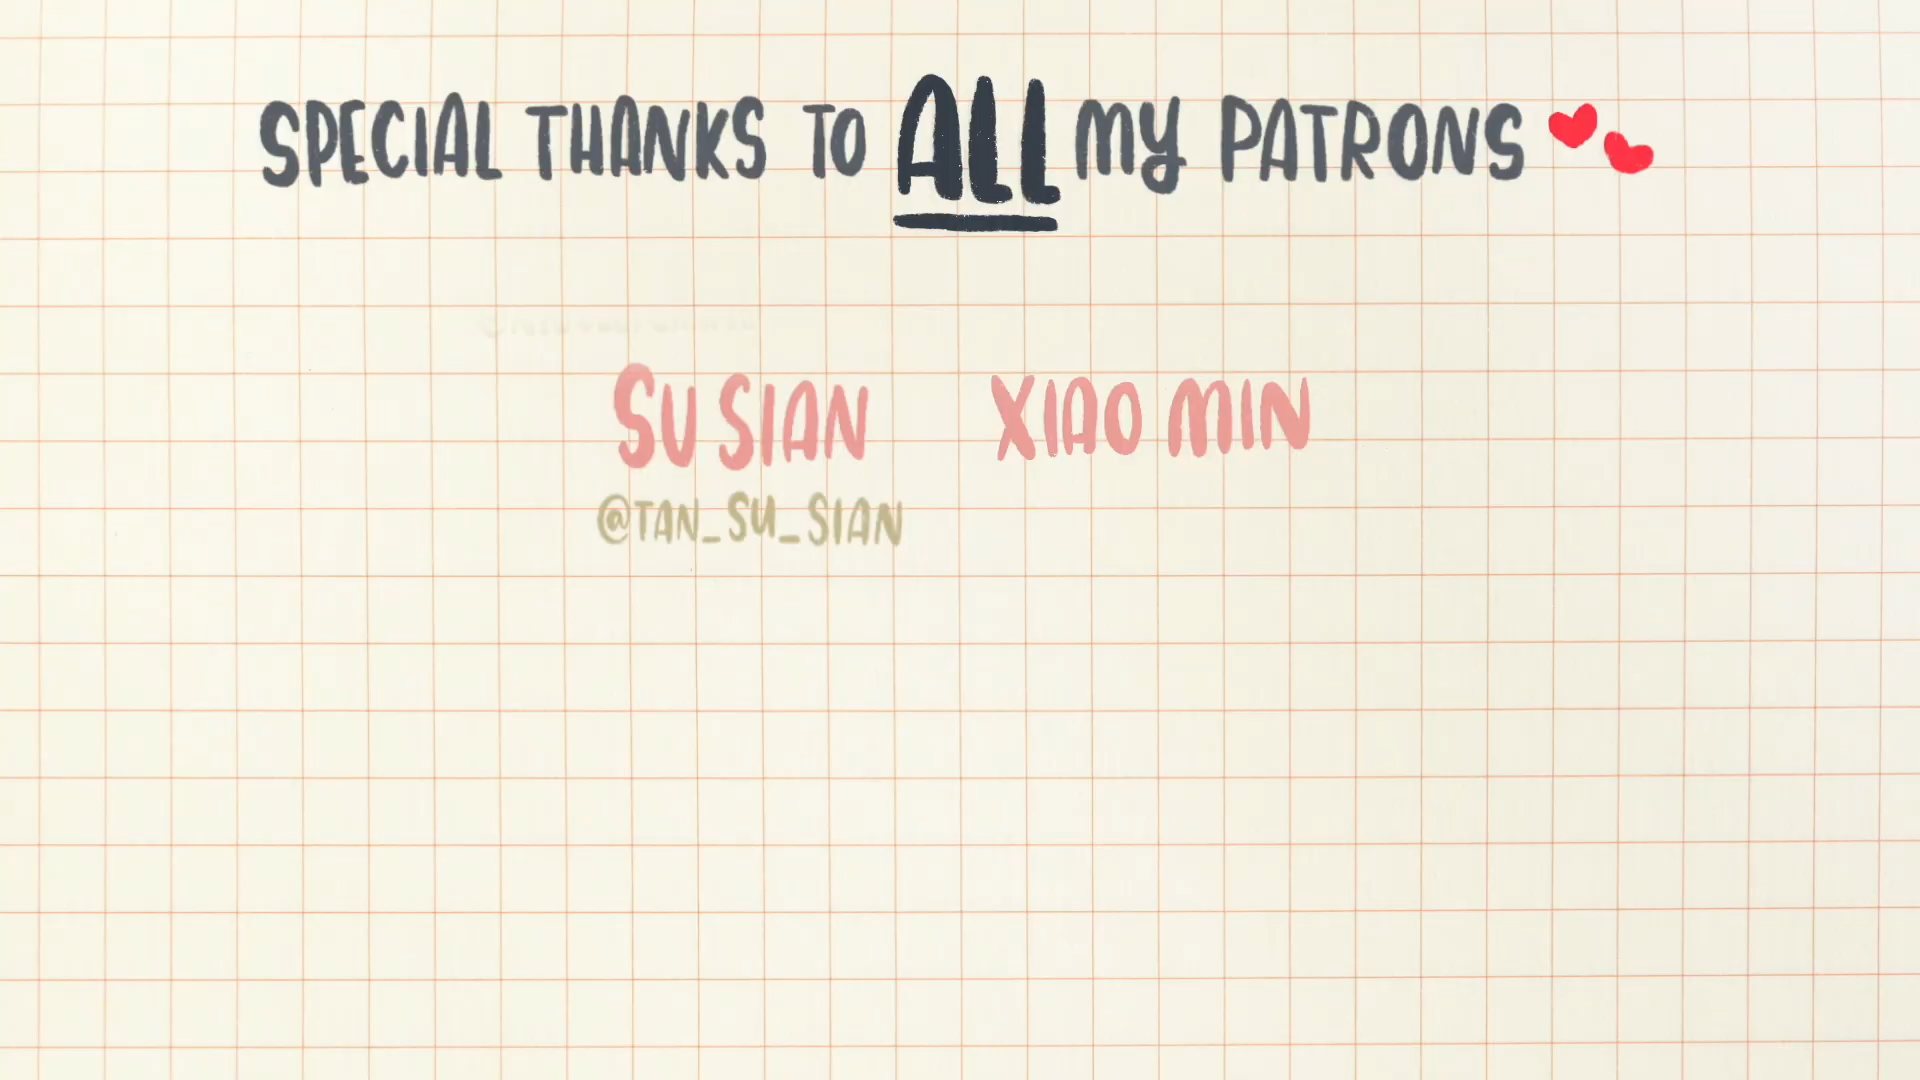 SPECIAL THANKS TO ALL MY PATRONS
SU SIAN XIAO MIN
@TAN_SU_SIAN